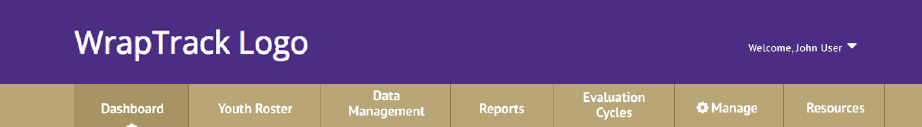 WrapTrack Logo
Welcome, John User
Dashboard
Youth Roster
Data
Management
Reports
Evaluation
Cycles
Manage
Resources